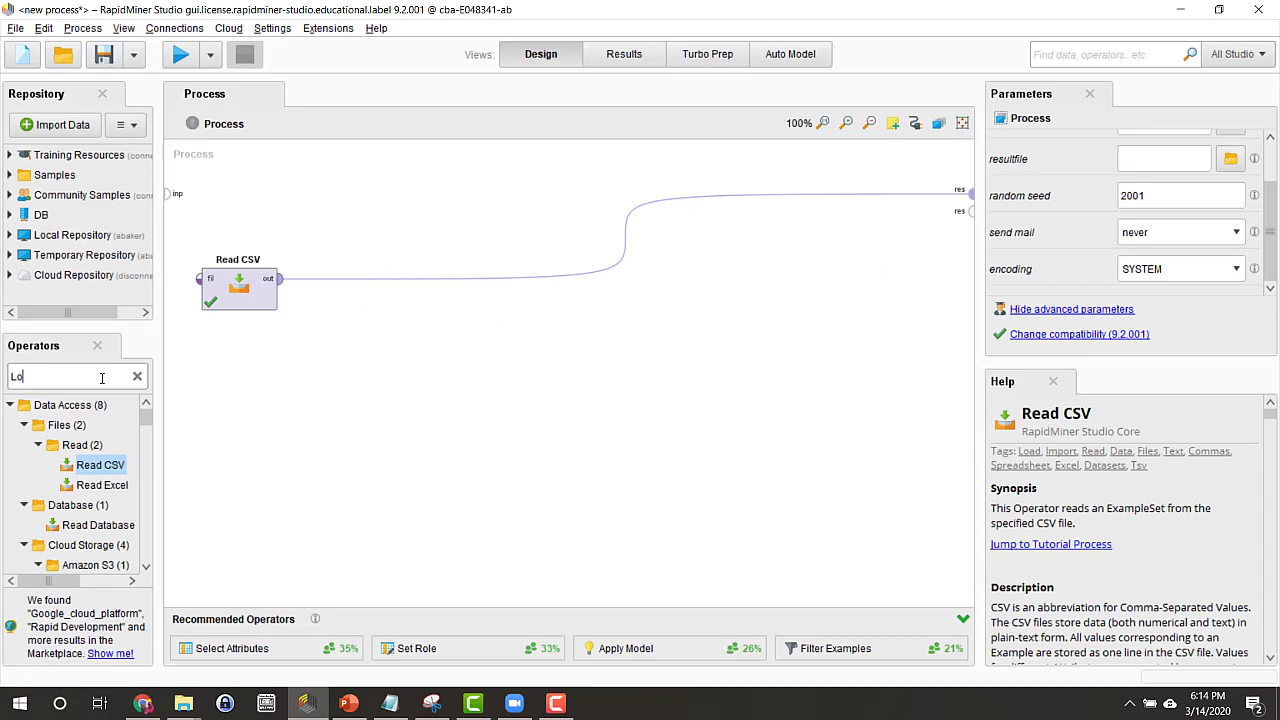 <new process*> – RapidMiner Studio gui.license.rapidminer-studio.educational.label 9.2.001 @ cba-E048341-ab
File Edit Process View Connections Cloud Settings Extensions Help
Views: Design Results Turbo Prep Auto Model Find data, operators...etc All Studio
Repository
Import Data
Training Resources (conne
Samples
Community Samples (conn
DB
Local Repository (abaker)
Temporary Repository (abaker)
Cloud Repository (disconne
Operators
Lo
Data Access (8)
Files (2)
Read (2)
Read CSV
Read Excel
Database (1)
Read Database
Cloud Storage (4)
Amazon S3 (1)
We found
"Google_cloud_platform",
"Rapid Development" and
more results in the
Marketplace. Show me!
Process
Process
100%
Process
inp
res
res
Read CSV
fil out
Recommended Operators
Select Attributes 35%
Set Role 33%
Apply Model 26%
Filter Examples 21%
Parameters
Process
resultfile
random seed 2001
send mail never
encoding SYSTEM
Hide advanced parameters
Change compatibility (9.2.001)
Help
Read CSV
RapidMiner Studio Core
Tags: Load, Import, Read, Data, Files, Text, Commas,
Spreadsheet, Excel, Datasets, Tsv
Synopsis
This Operator reads an ExampleSet from the
specified CSV file.
Jump to Tutorial Process
Description
CSV is an abbreviation for Comma-Separated Values.
The CSV files store data (both numerical and text) in
plain-text form. All values corresponding to an
Example are stored as one line in the CSV file. Values
6:14 PM
3/14/2020
2